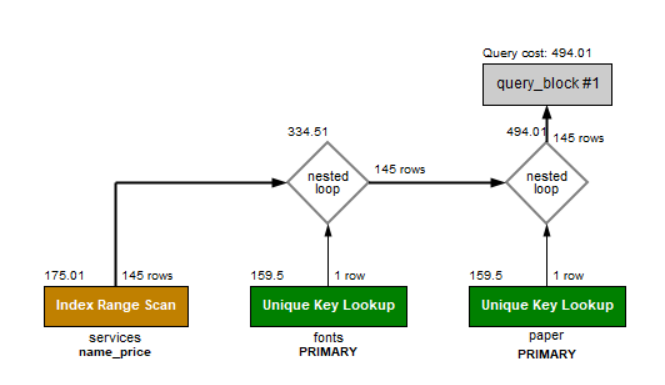 Query cost: 494.01
query_block #1
334.51
494.01
145 rows
nested
loop
145 rows
nested
loop
175.01
145 rows
159.5
1 row
159.5
1 row
Index Range Scan
Unique Key Lookup
Unique Key Lookup
services
fonts
paper
name_price
PRIMARY
PRIMARY